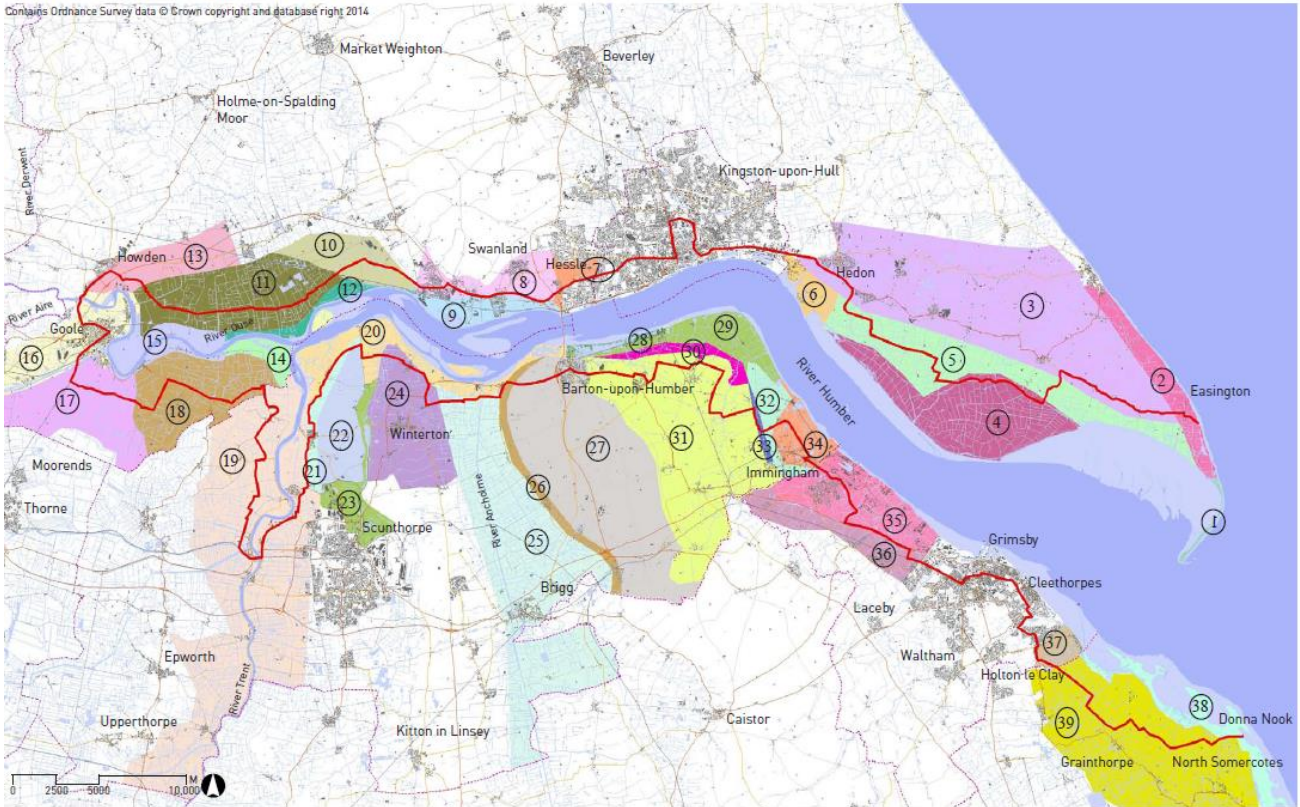 Contains Ordnance Survey data © Crown copyright and database right 2014
Market Weighton
Beverley
Holme-on-Spalding
Moor
River Derwent
Kingston-upon-Hull
Swanland
Howden
13
10
Hessle
7
8
Hedon
11
12
6
3
River Aire
Goole
15
River Ouse
9
20
28
29
30
5
2
Easington
16
14
River Humber
17
18
24
Barton-upon-Humber
32
4
22
Winterton
27
31
33
34
19
21
Immingham
Moorends
Thorne
26
23
Scunthorpe
River Ancholme
25
35
1
36
Grimsby
Brigg
Cleethorpes
Laceby
37
Epworth
Waltham
Holton le Clay
River Trent
38
Upperthorpe
Kitton in Linsey
Caistor
39
Donna Nook
Grainthorpe
North Somercotes
M
0 2500 5000 10,000